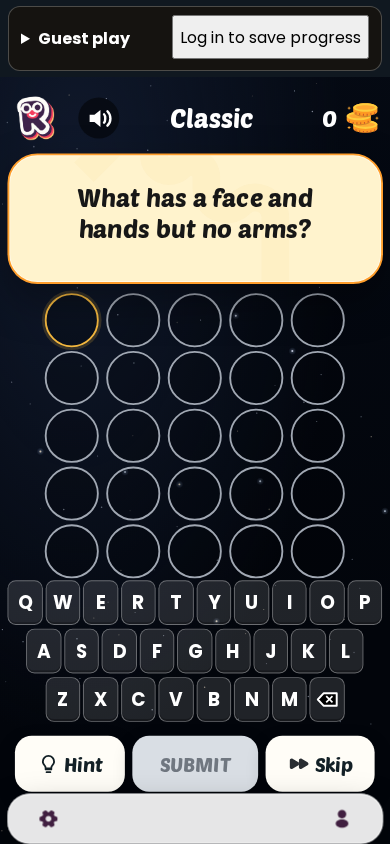 Guest play
Log in to save progress
R
Classic
0
What has a face and
hands but no arms?
Q W E R T Y U I O P
A S D F G H J K L
Z X C V B N M
Hint
SUBMIT
Skip